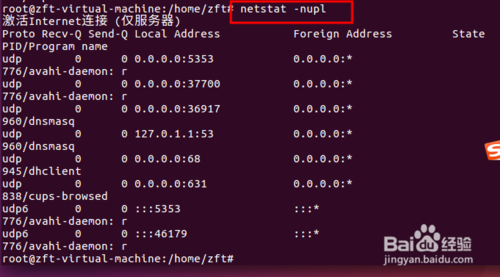 root@zft-virtual-machine:/home/zft# netstat -nupl
激活Internet连接 (仅服务器)
Proto Recv-Q Send-Q Local Address           Foreign Address         State
PID/Program name
udp        0      0 0.0.0.0:5353            0.0.0.0:*
776/avahi-daemon: r
udp        0      0 0.0.0.0:37700           0.0.0.0:*
776/avahi-daemon: r
udp        0      0 0.0.0.0:36917           0.0.0.0:*
960/dnsmasq
udp        0      0 127.0.1.1:53            0.0.0.0:*
960/dnsmasq
udp        0      0 0.0.0.0:68              0.0.0.0:*
945/dhclient
udp        0      0 0.0.0.0:631             0.0.0.0:*
838/cups-browsed
udp6       0      0 :::5353                 :::*
776/avahi-daemon: r
udp6       0      0 :::46179                :::*
776/avahi-daemon: r
root@zft-virtual-machine:/home/zft#
Baidu 经验
jingyan.baidu.com